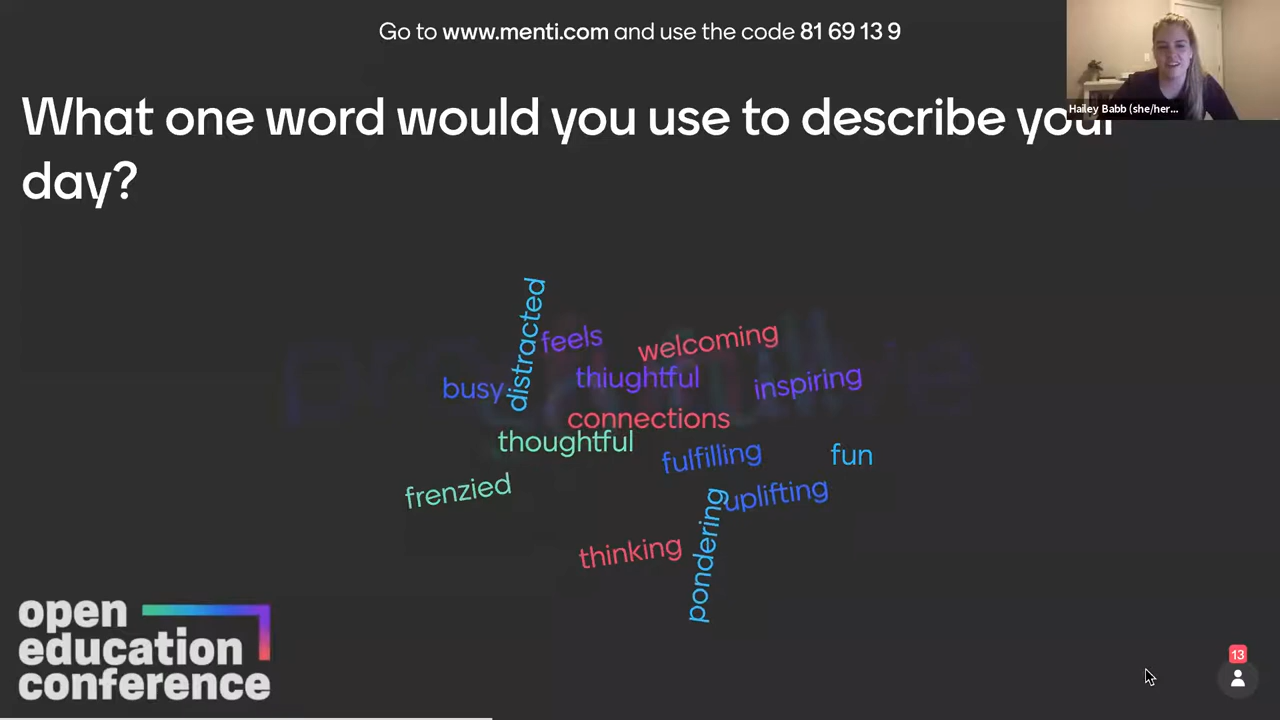 Go to www.menti.com and use the code 81 69 13 9
Hailey Babb (she/her...
What one word would you use to describe your
day?
distracted
feels
welcoming
busy
thiughtful
inspiring
connections
thoughtful
fulfilling
fun
frenzied
uplifting
pondering
thinking
open
education
conference
13